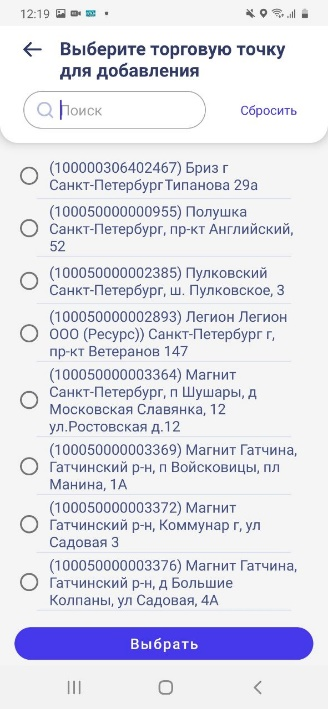 12:19
Выберите торговую точку
для добавления
Поиск
Сбросить
(100000306402467) Бриз г
Санкт-Петербург Типанова 29а
(100050000000955) Полушка
Санкт-Петербург, пр-кт Английский,
52
(100050000002385) Пулковский
Санкт-Петербург, ш. Пулковское, 3
(100050000002893) Легион Легион
ООО (Ресурс)) Санкт-Петербург г,
пр-кт Ветеранов 147
(100050000003364) Магнит
Санкт-Петербург, п Шушары, д
Московская Славянка, 12
ул.Ростовская д.12
(100050000003369) Магнит Гатчина,
Гатчинский р-н, п Войсковицы, пл
Манина, 1А
(100050000003372) Магнит
Гатчинский р-н, Коммунар г, ул
Садовая 3
(100050000003376) Магнит Гатчина,
Гатчинский р-н, д Большие
Колпаны, ул Садовая, 4А
Выбрать